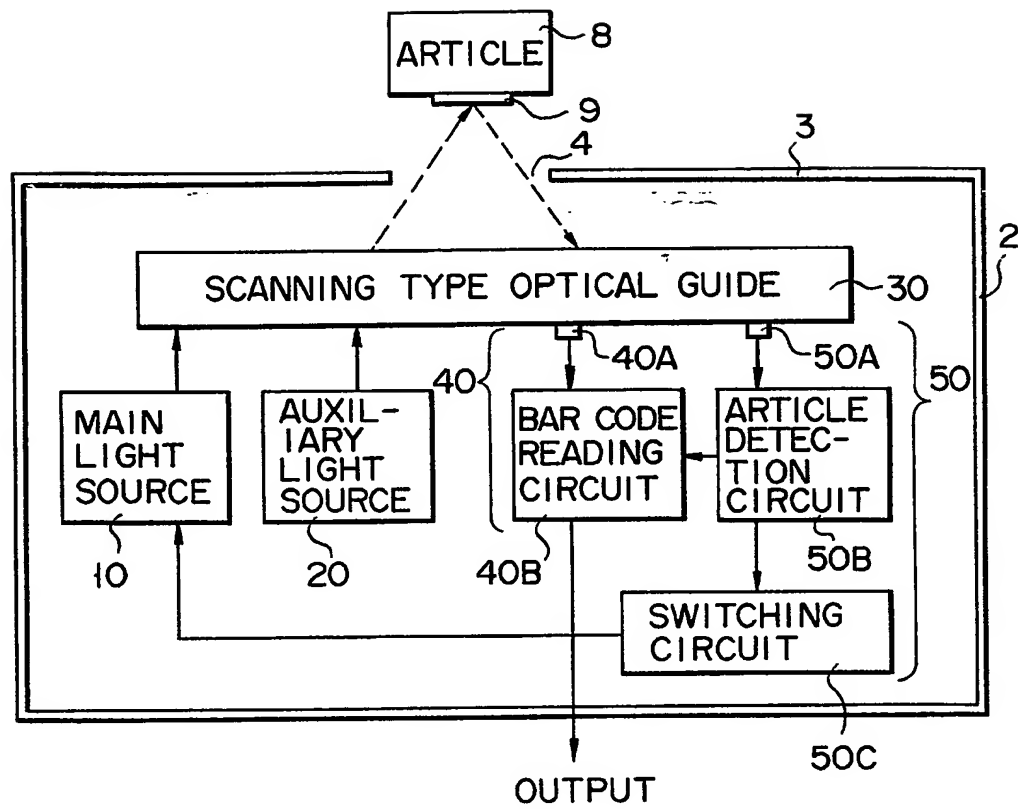 ARTICLE
8
9
4
3
2
SCANNING TYPE OPTICAL GUIDE
30
40
40A
50A
50
MAIN
LIGHT
SOURCE
10
AUXIL-
IARY
LIGHT
SOURCE
20
BAR CODE
READING
CIRCUIT
40B
ARTICLE
DETEC-
TION
CIRCUIT
50B
SWITCHING
CIRCUIT
50C
OUTPUT